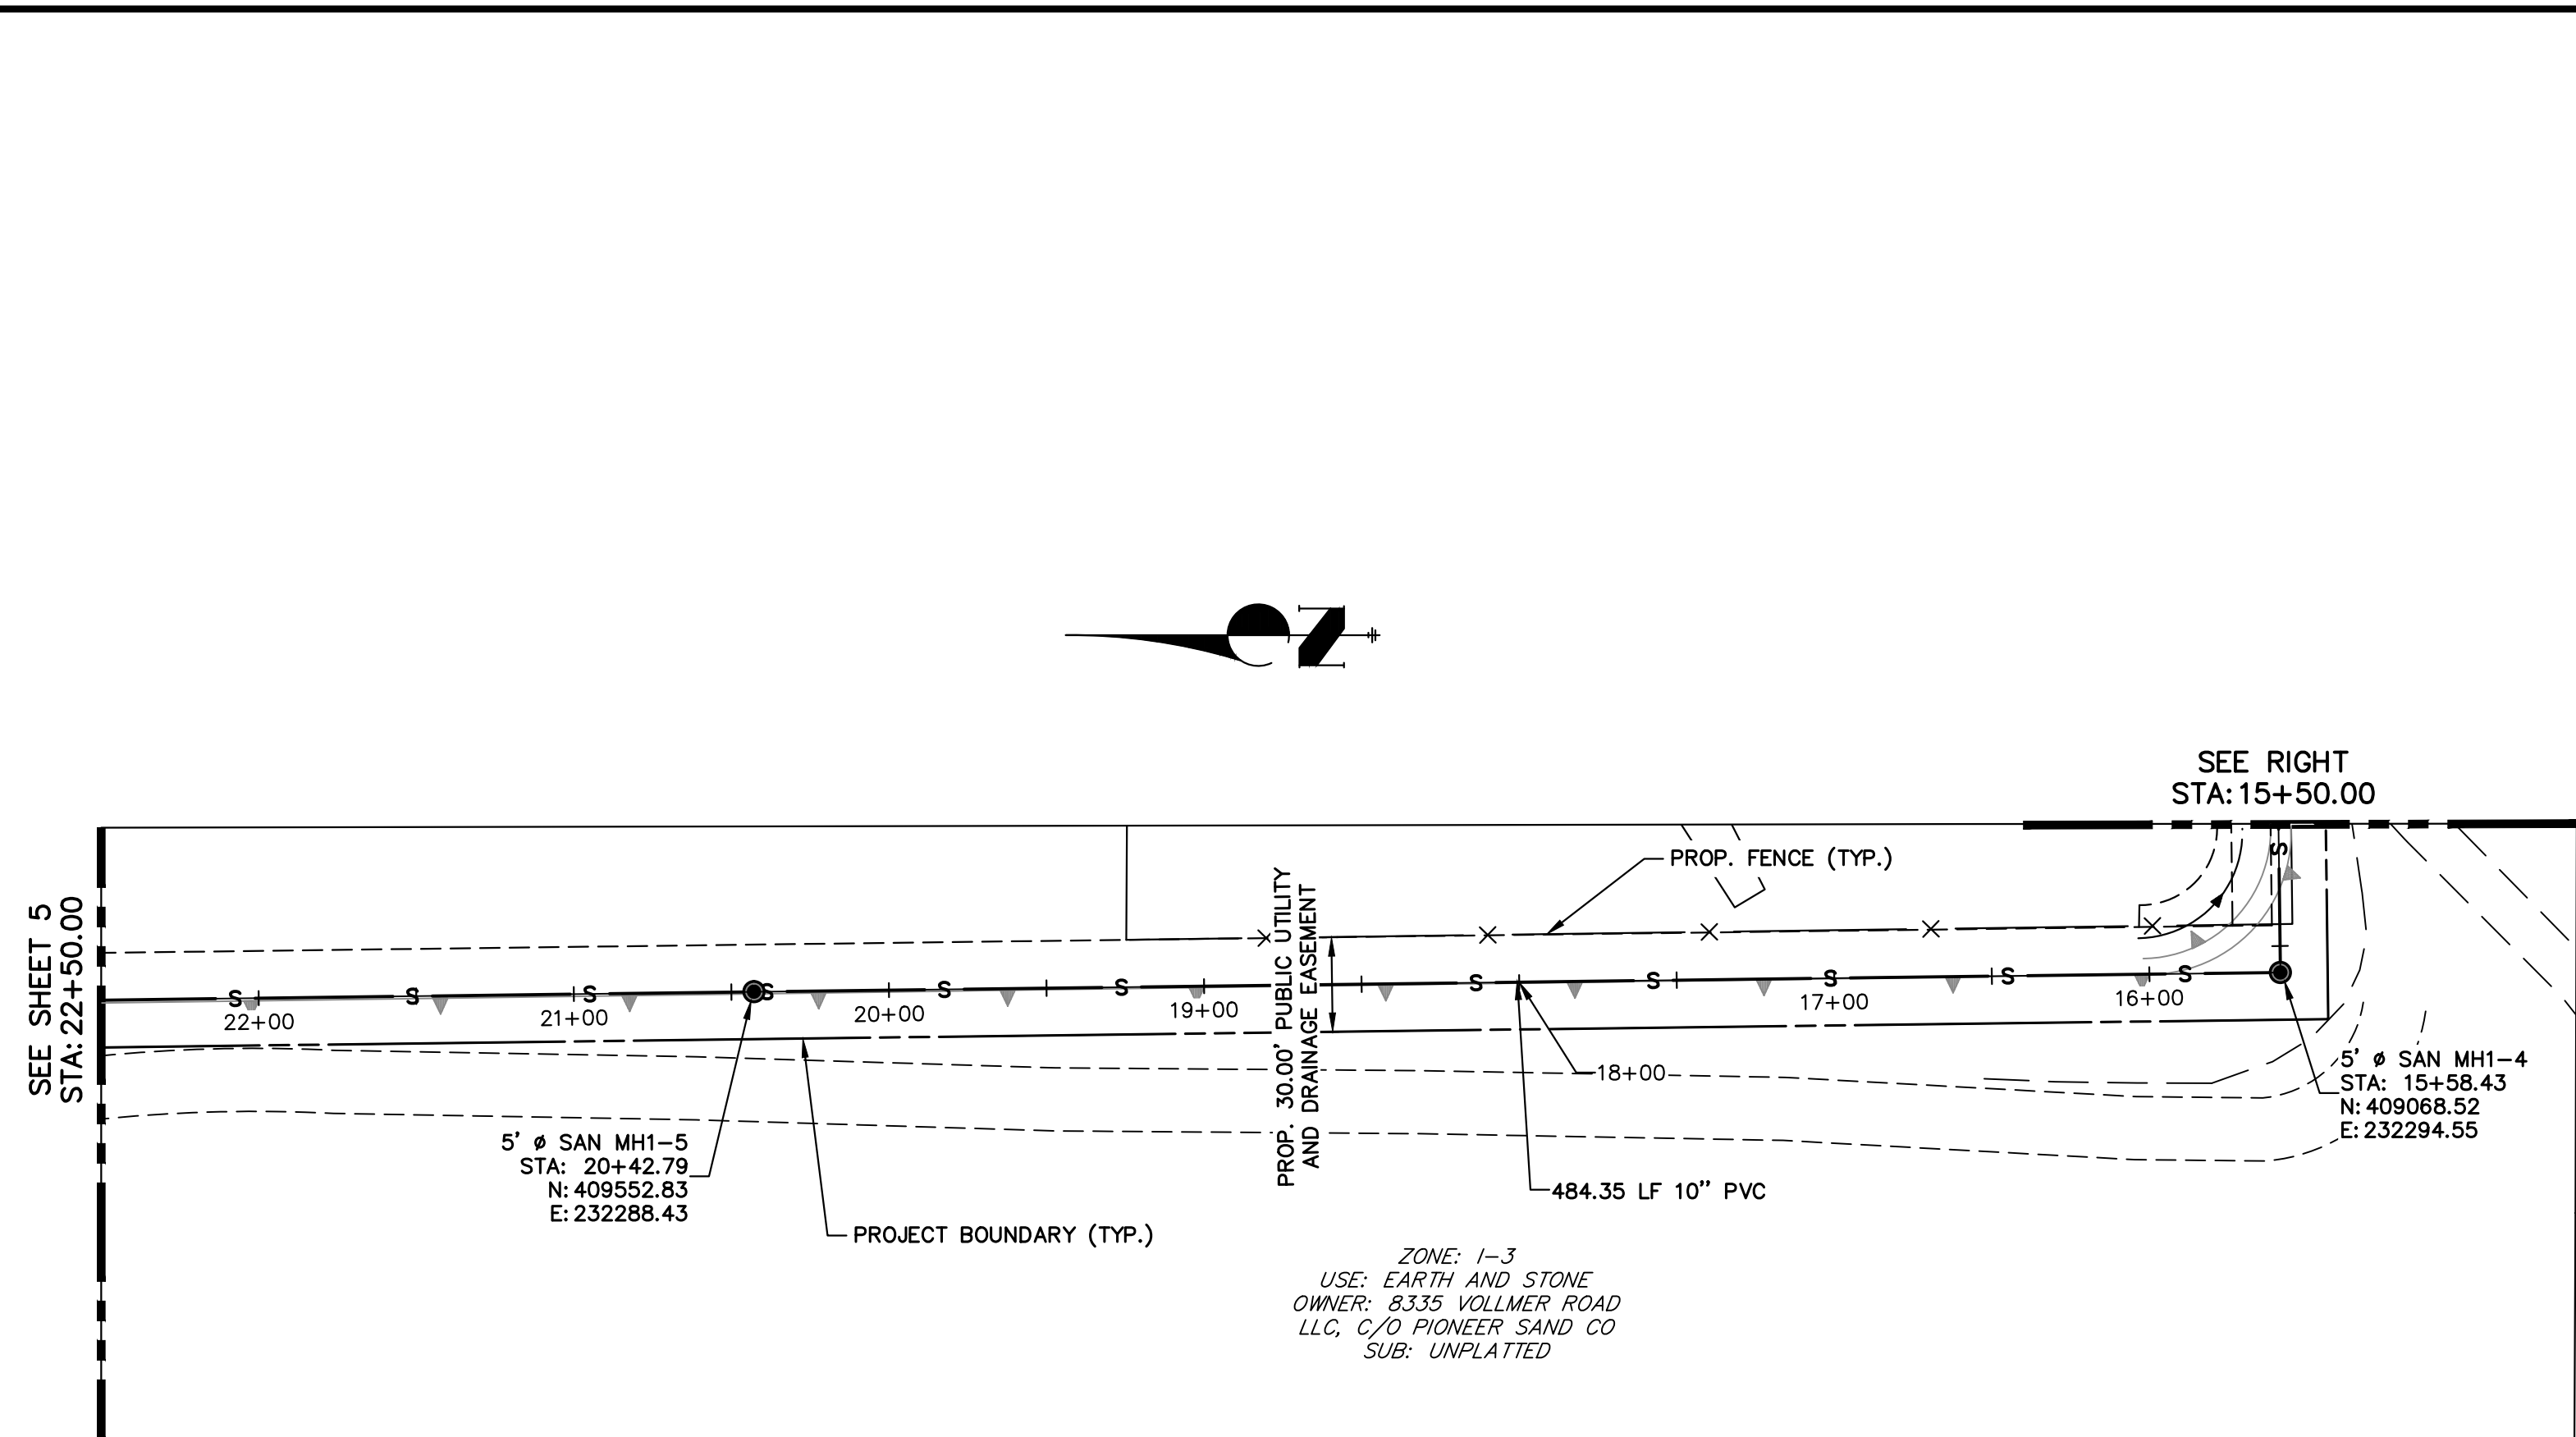 N
SEE RIGHT
STA: 15+50.00
SEE SHEET 5
STA: 22+50.00
PROP. FENCE (TYP.)
PROP. 30.00' PUBLIC UTILITY
AND DRAINAGE EASEMENT
S
S
S
S
S
S
S
S
S
S
S
S
S
22+00
21+00
20+00
19+00
18+00
17+00
16+00
5' ø SAN MH1-4
STA: 15+58.43
N: 409068.52
E: 232294.55
5' ø SAN MH1-5
STA: 20+42.79
N: 409552.83
E: 232288.43
484.35 LF 10" PVC
PROJECT BOUNDARY (TYP.)
ZONE: I-3
USE: EARTH AND STONE
OWNER: 8335 VOLLMER ROAD
LLC, C/O PIONEER SAND CO
SUB: UNPLATTED